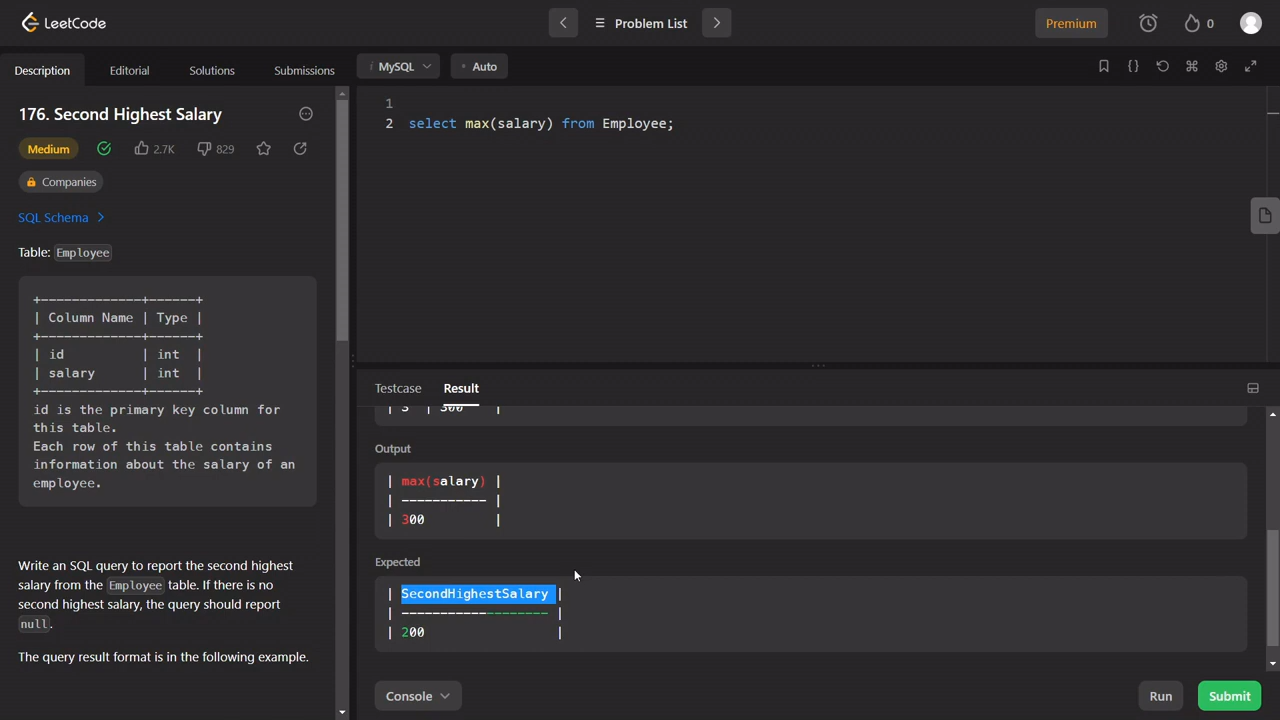 LeetCode
Problem List
Premium
0
Description
Editorial
Solutions
Submissions
i MySQL
• Auto
{}
176. Second Highest Salary
Medium
2.7K
829
Companies
SQL Schema >
Table: Employee
+-------------+------+
| Column Name | Type |
+-------------+------+
| id          | int  |
| salary      | int  |
+-------------+------+
id is the primary key column for
this table.
Each row of this table contains
information about the salary of an
employee.
Write an SQL query to report the second highest
salary from the Employee table. If there is no
second highest salary, the query should report
null.
The query result format is in the following example.
1
2 select max(salary) from Employee;
Testcase
Result
| 3  | 300    |
Output
| max(salary) |
| ----------- |
| 300         |
Expected
| SecondHighestSalary |
| ------------------- |
| 200                 |
Console
Run
Submit